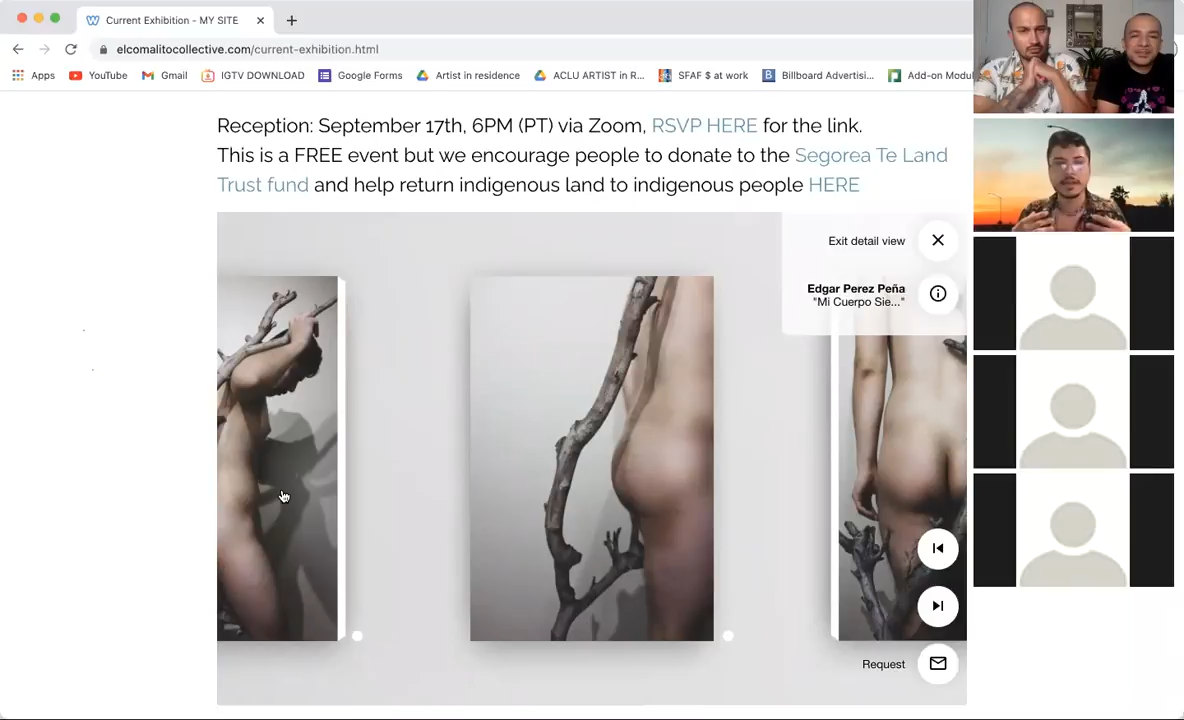 Current Exhibition - MY SITE
elcomalitocollective.com/current-exhibition.html
Apps YouTube Gmail IGTV DOWNLOAD Google Forms Artist in residence ACLU ARTIST in R... SFAF $ at work Billboard Advertisi... Add-on Modul
Reception: September 17th, 6PM (PT) via Zoom, RSVP HERE for the link.
This is a FREE event but we encourage people to donate to the Segorea Te Land
Trust fund and help return indigenous land to indigenous people HERE
Exit detail view
Edgar Perez Peña
"Mi Cuerpo Sie..."
Request